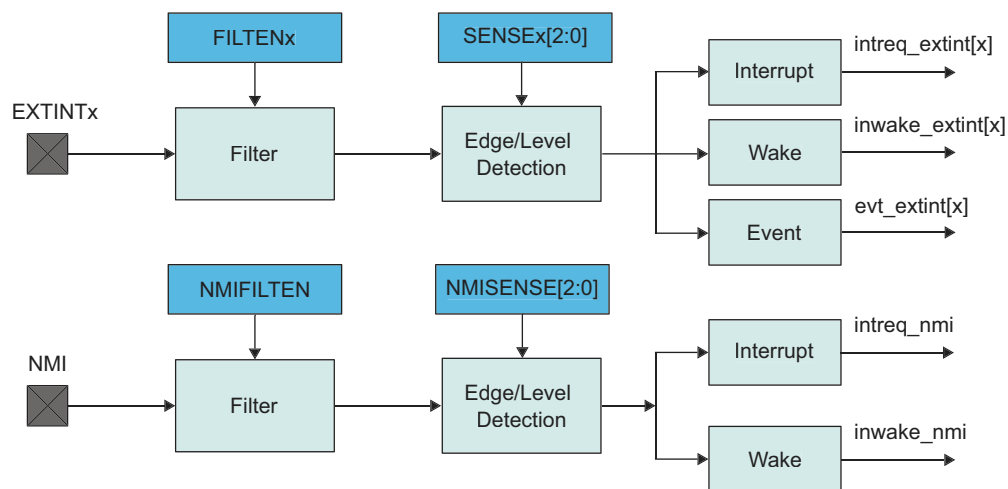 FILTENx
SENSEx[2:0]
intreq_extint[x]
Interrupt
EXTINTx
inwake_extint[x]
Filter
Edge/Level
Detection
Wake
evt_extint[x]
Event
NMIFILTEN
NMISENSE[2:0]
intreq_nmi
Interrupt
NMI
Filter
Edge/Level
Detection
inwake_nmi
Wake